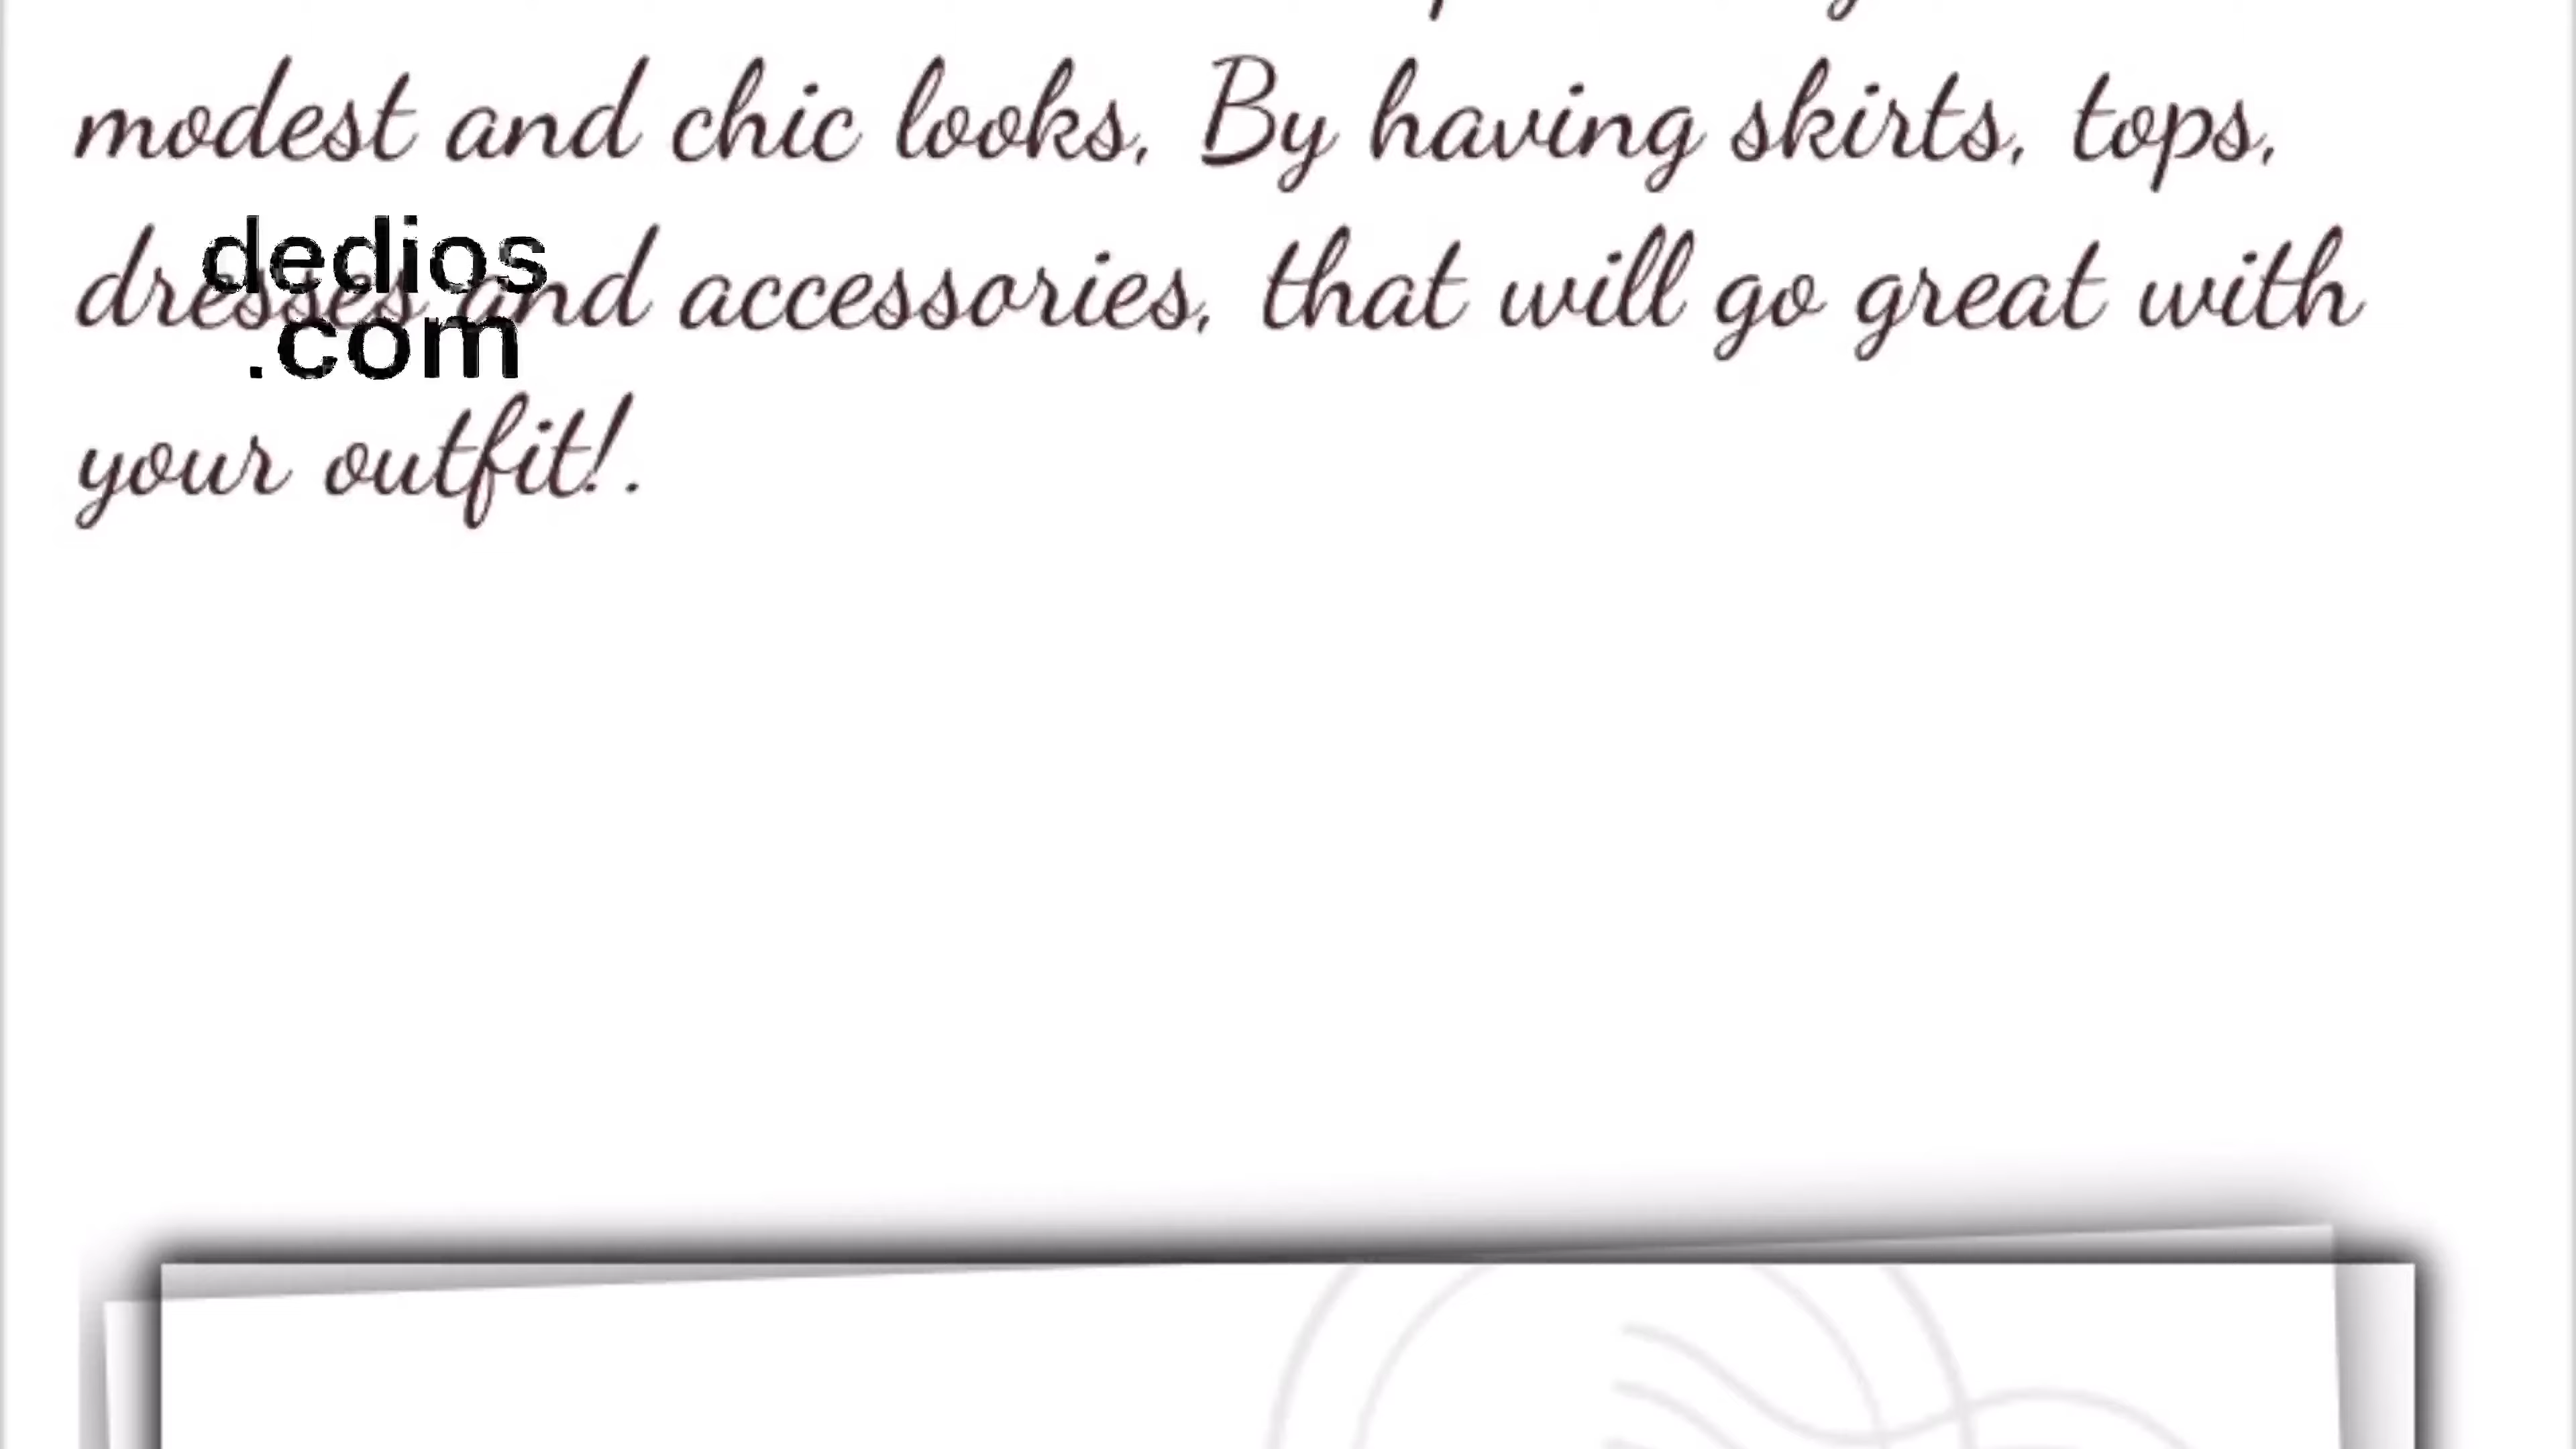 modest and chic looks, By having skirts, tops,
dresses and accessories, that will go great with
your outfit!.
dedios
.com